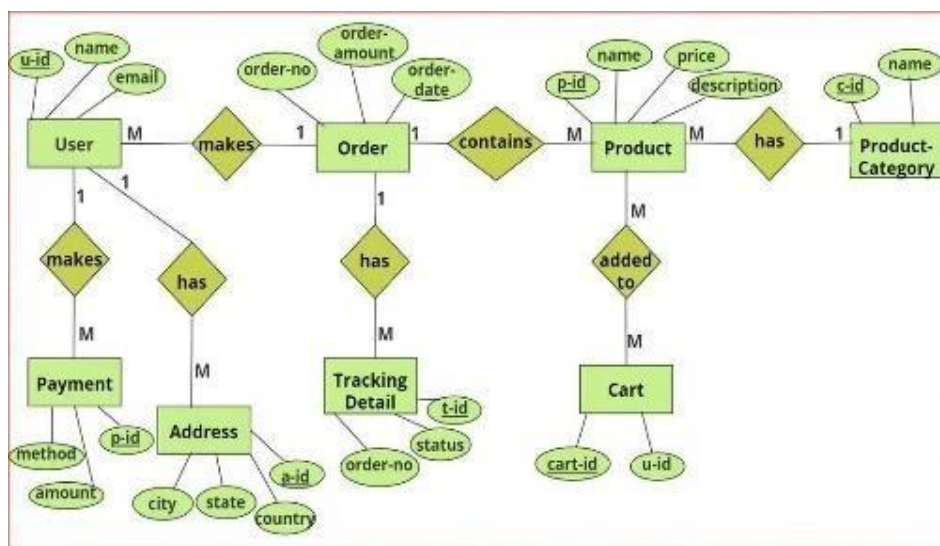 order-
amount
name
u-id
email
order-no
order-
date
name
price
p-id
description
name
c-id
User
M
makes
1
Order
1
contains
M
Product
M
has
1
Product-
Category
1
1
1
M
makes
has
has
added
to
M
M
M
M
Payment
Address
Tracking
Detail
Cart
method
p-id
amount
city
state
a-id
country
t-id
status
order-no
cart-id
u-id